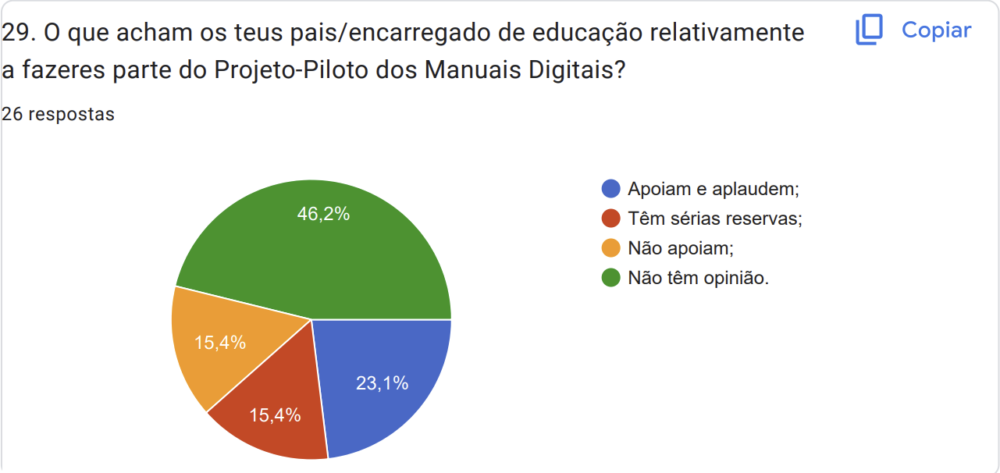 29. O que acham os teus pais/encarregado de educação relativamente
a fazeres parte do Projeto-Piloto dos Manuais Digitais?
Copiar
26 respostas
46,2%
15,4%
15,4%
23,1%
Apoiam e aplaudem;
Têm sérias reservas;
Não apoiam;
Não têm opinião.